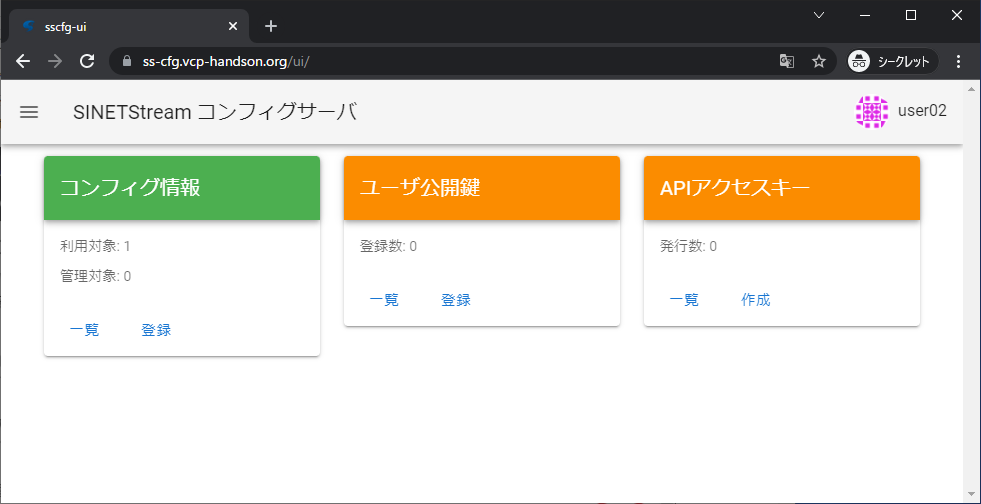 sscfg-ui
ss-cfg.vcp-handson.org/ui/
シークレット
SINETStream コンフィグサーバ
user02
コンフィグ情報
利用対象: 1
管理対象: 0
一覧 登録
ユーザ公開鍵
登録数: 0
一覧 登録
APIアクセスキー
発行数: 0
一覧 作成